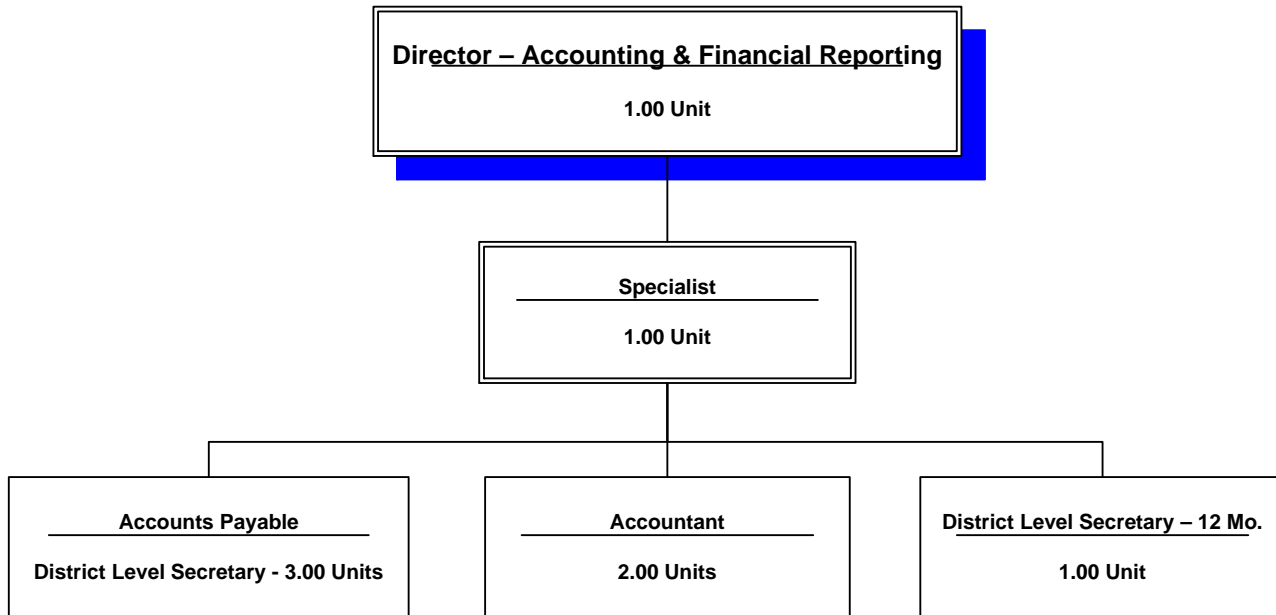 Director – Accounting & Financial Reporting
1.00 Unit
Specialist
1.00 Unit
Accounts Payable
District Level Secretary - 3.00 Units
Accountant
2.00 Units
District Level Secretary – 12 Mo.
1.00 Unit